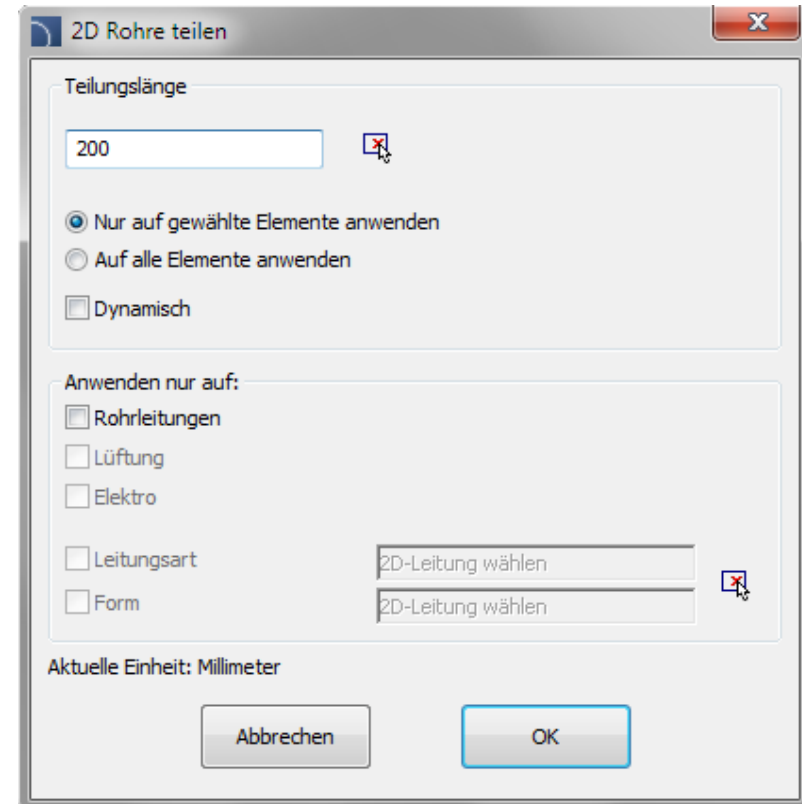 2D Rohre teilen
Teilungslänge
200
Nur auf gewählte Elemente anwenden
Auf alle Elemente anwenden
Dynamisch
Anwenden nur auf:
Rohrleitungen
Lüftung
Elektro
Leitungsart 2D-Leitung wählen
Form 2D-Leitung wählen
Aktuelle Einheit: Millimeter
Abbrechen OK